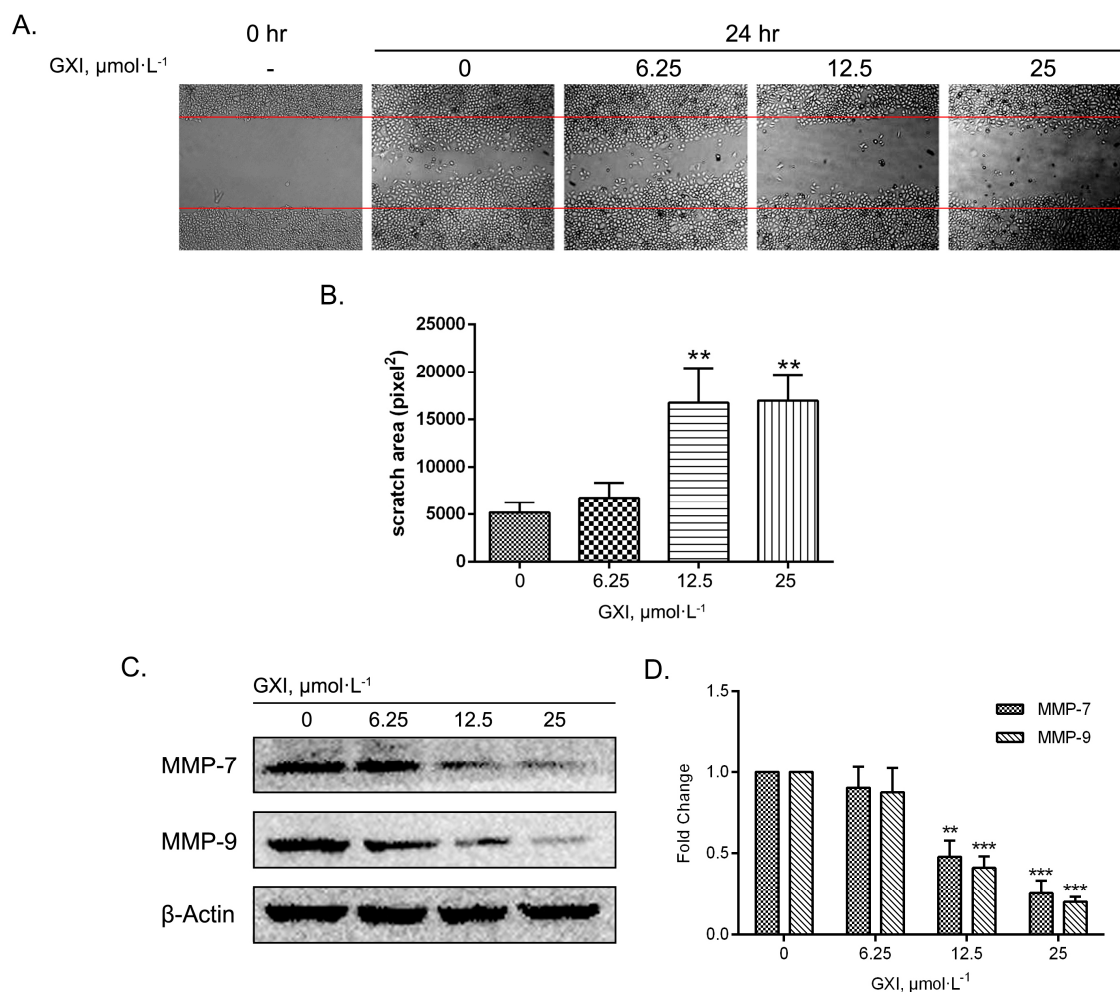 A.
0 hr
24 hr
GXI, μmol·L⁻¹
-
0
6.25
12.5
25
B.
25000
20000
15000
10000
5000
0
scratch area (pixel²)
**
**
0
6.25
12.5
25
GXI, μmol·L⁻¹
C.
GXI, μmol·L⁻¹
0
6.25
12.5
25
MMP-7
MMP-9
β-Actin
D.
1.5
1.0
0.5
0.0
Fold Change
MMP-7
MMP-9
**
***
***
***
0
6.25
12.5
25
GXI, μmol·L⁻¹